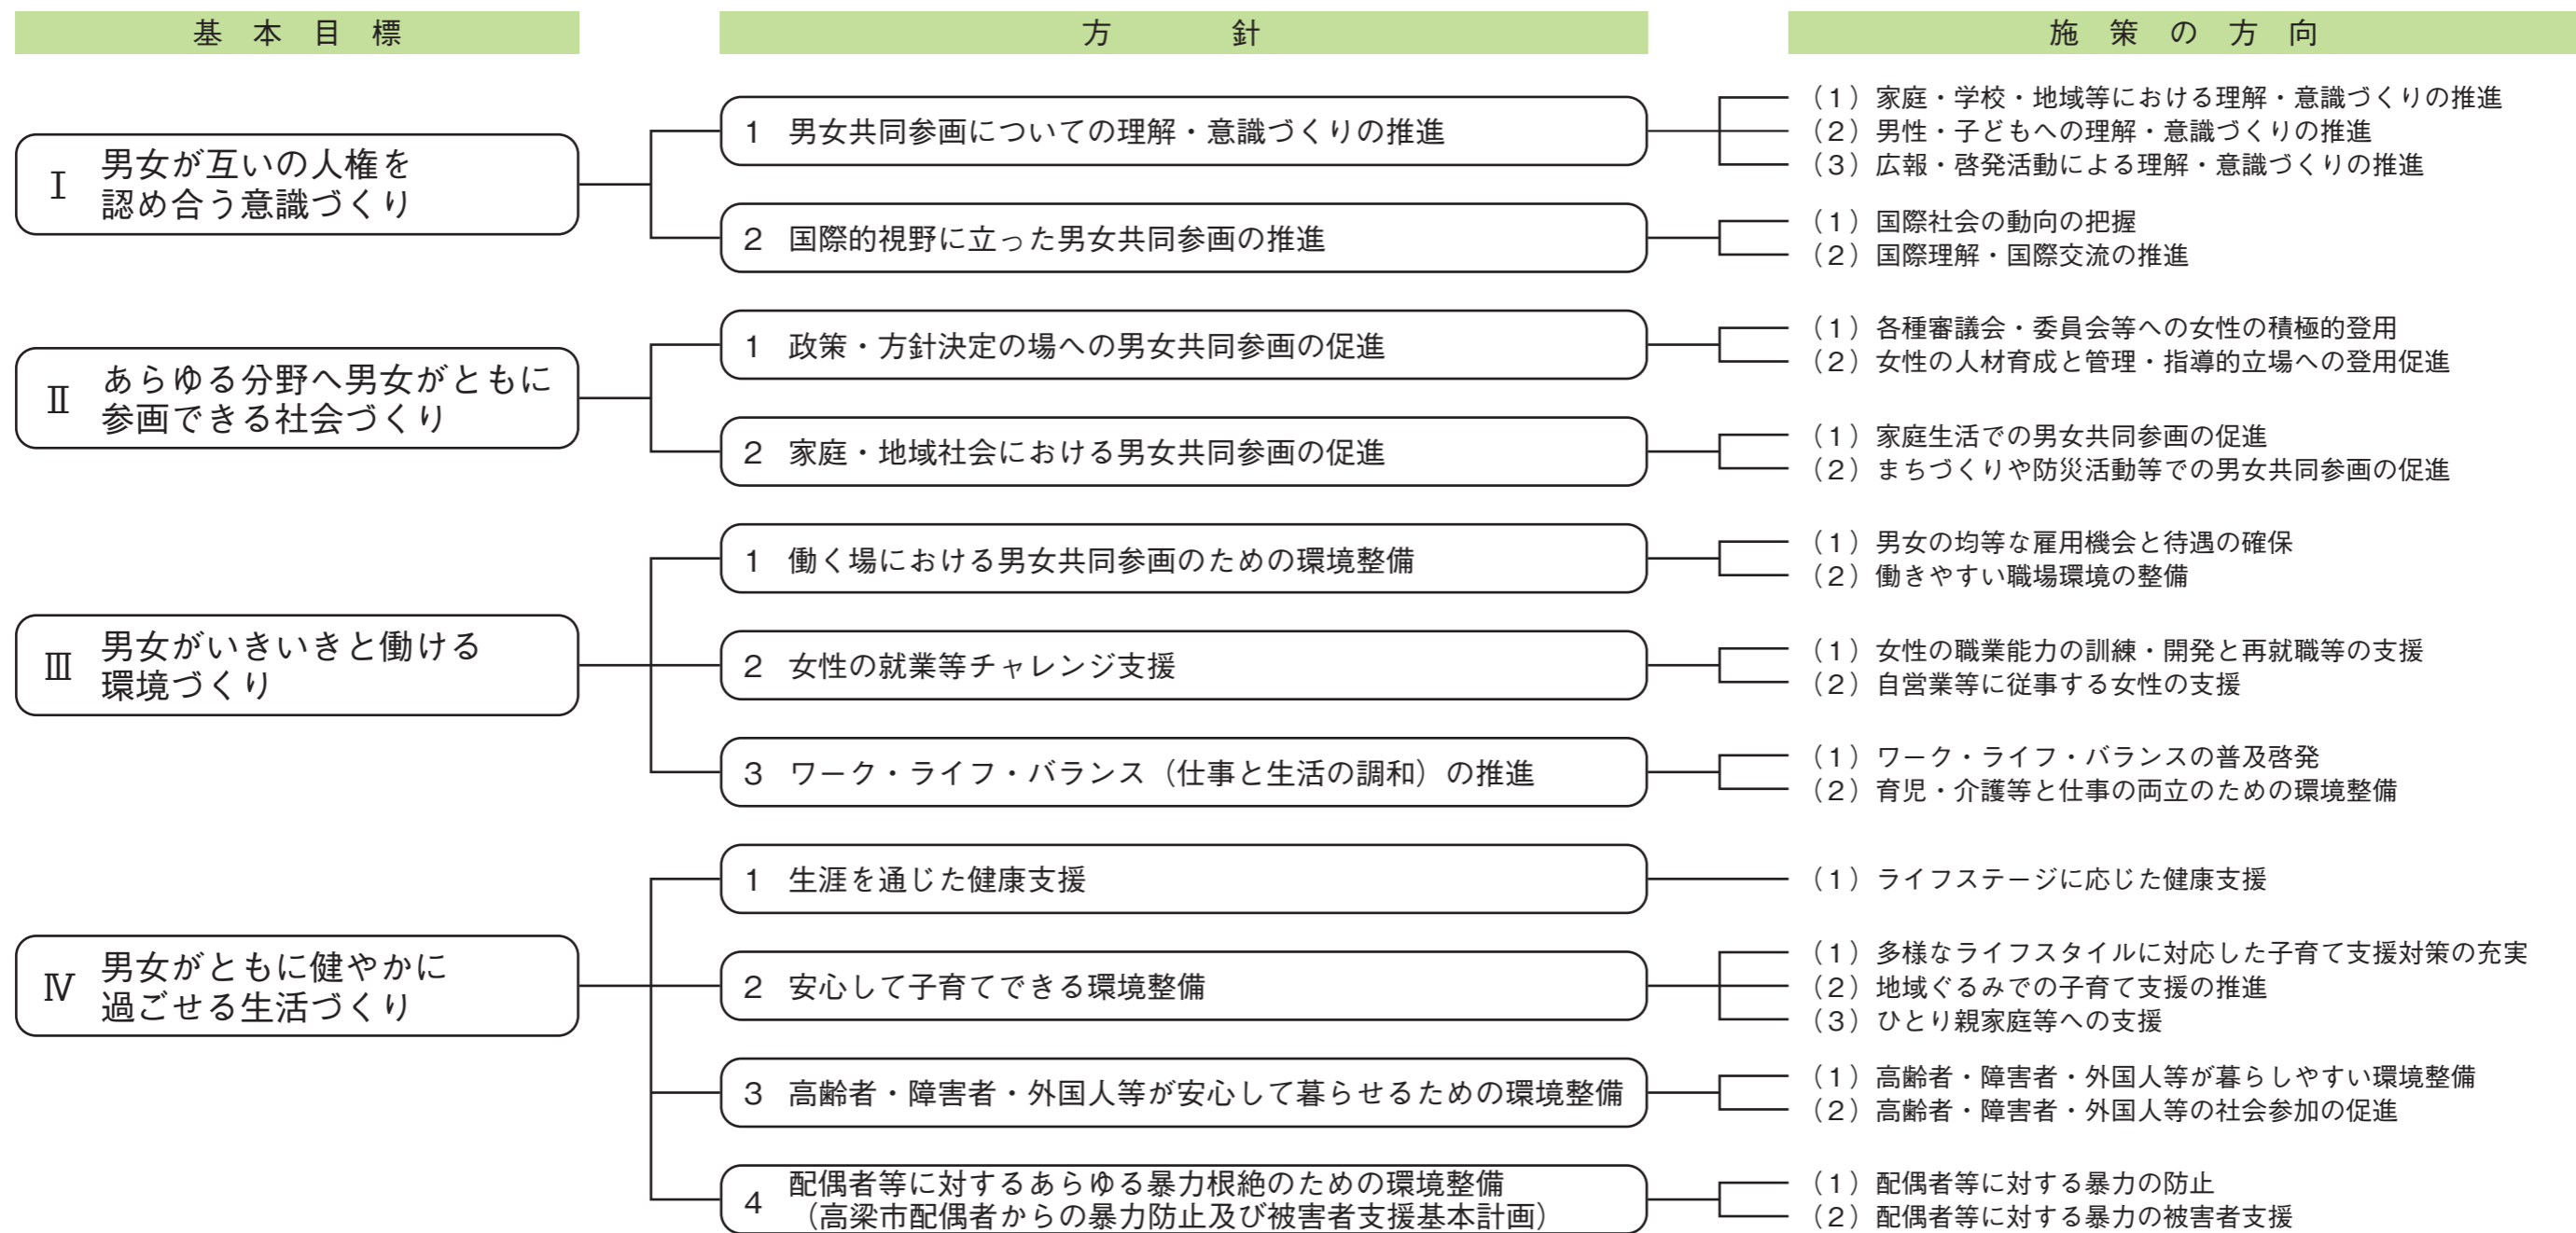 基本目標
方針
施策の方向
Ⅰ 男女が互いの人権を
認め合う意識づくり
1 男女共同参画についての理解・意識づくりの推進
（1）家庭・学校・地域等における理解・意識づくりの推進
（2）男性・子どもへの理解・意識づくりの推進
（3）広報・啓発活動による理解・意識づくりの推進
2 国際的視野に立った男女共同参画の推進
（1）国際社会の動向の把握
（2）国際理解・国際交流の推進
Ⅱ あらゆる分野へ男女がともに
参画できる社会づくり
1 政策・方針決定の場への男女共同参画の促進
（1）各種審議会・委員会等への女性の積極的登用
（2）女性の人材育成と管理・指導的立場への登用促進
2 家庭・地域社会における男女共同参画の促進
（1）家庭生活での男女共同参画の促進
（2）まちづくりや防災活動等での男女共同参画の促進
Ⅲ 男女がいきいきと働ける
環境づくり
1 働く場における男女共同参画のための環境整備
（1）男女の均等な雇用機会と待遇の確保
（2）働きやすい職場環境の整備
2 女性の就業等チャレンジ支援
（1）女性の職業能力の訓練・開発と再就職等の支援
（2）自営業等に従事する女性の支援
3 ワーク・ライフ・バランス（仕事と生活の調和）の推進
（1）ワーク・ライフ・バランスの普及啓発
（2）育児・介護等と仕事の両立のための環境整備
Ⅳ 男女がともに健やかに
過ごせる生活づくり
1 生涯を通じた健康支援
（1）ライフステージに応じた健康支援
2 安心して子育てできる環境整備
（1）多様なライフスタイルに対応した子育て支援対策の充実
（2）地域ぐるみでの子育て支援の推進
（3）ひとり親家庭等への支援
3 高齢者・障害者・外国人等が安心して暮らせるための環境整備
（1）高齢者・障害者・外国人等が暮らしやすい環境整備
（2）高齢者・障害者・外国人等の社会参加の促進
4 配偶者等に対するあらゆる暴力根絶のための環境整備
（高梁市配偶者からの暴力防止及び被害者支援基本計画）
（1）配偶者等に対する暴力の防止
（2）配偶者等に対する暴力の被害者支援